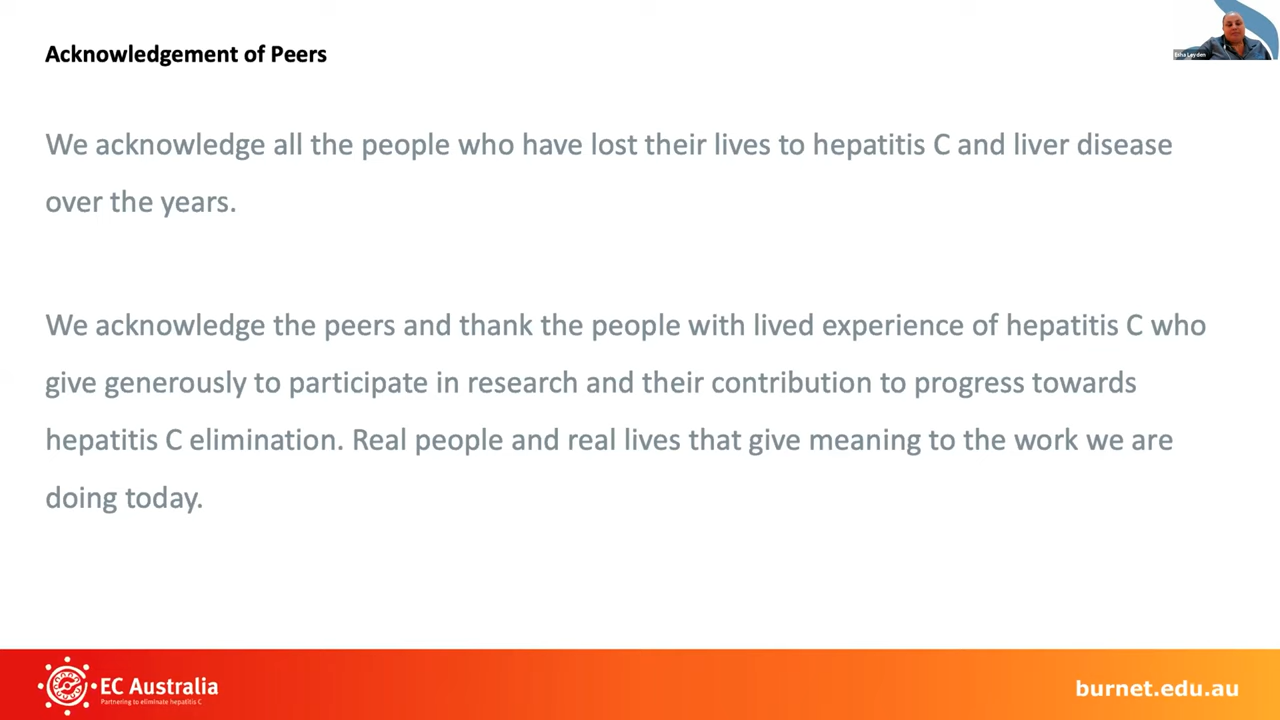 Acknowledgement of Peers
Esha Leyden
We acknowledge all the people who have lost their lives to hepatitis C and liver disease
over the years.
We acknowledge the peers and thank the people with lived experience of hepatitis C who
give generously to participate in research and their contribution to progress towards
hepatitis C elimination. Real people and real lives that give meaning to the work we are
doing today.
EC Australia
Partnering to eliminate hepatitis C
burnet.edu.au